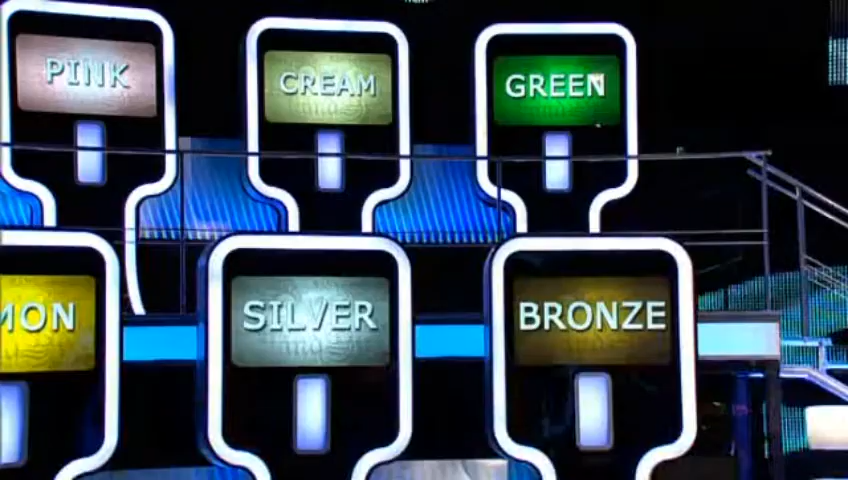 PINK
CREAM
GREEN
MON
SILVER
BRONZE